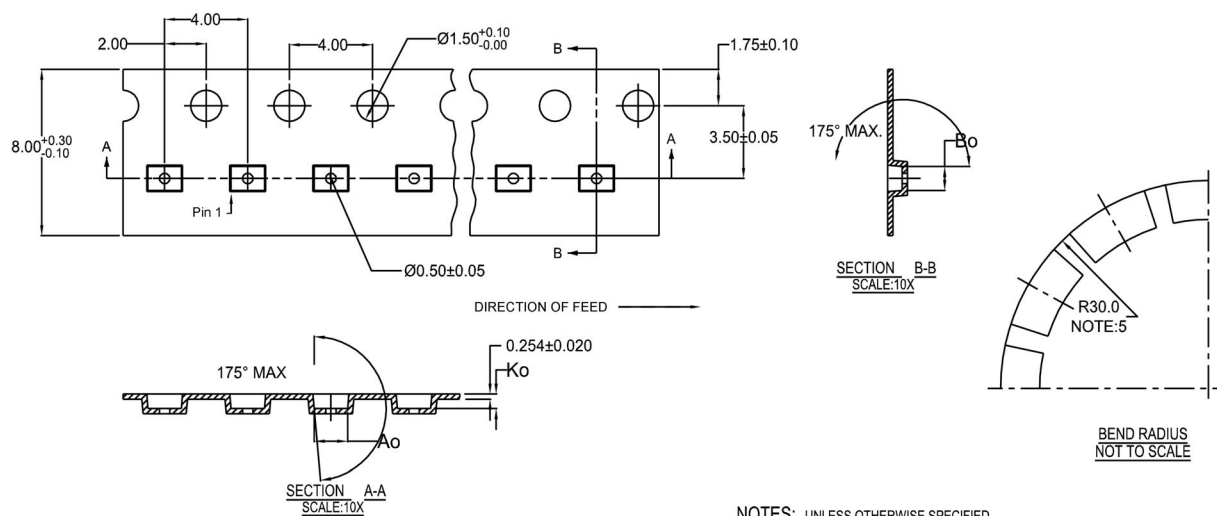 4.00
2.00
4.00
Ø1.50+0.10
-0.00
B
1.75±0.10
8.00+0.30
-0.10
A
A
3.50±0.05
175° MAX.
Bo
Pin 1
B
Ø0.50±0.05
SECTION B-B
SCALE:10X
DIRECTION OF FEED
R30.0
NOTE:5
0.254±0.020
175° MAX
Ko
Ao
BEND RADIUS
NOT TO SCALE
SECTION A-A
SCALE:10X
NOTES: UNLESS OTHERWISE SPECIFIED